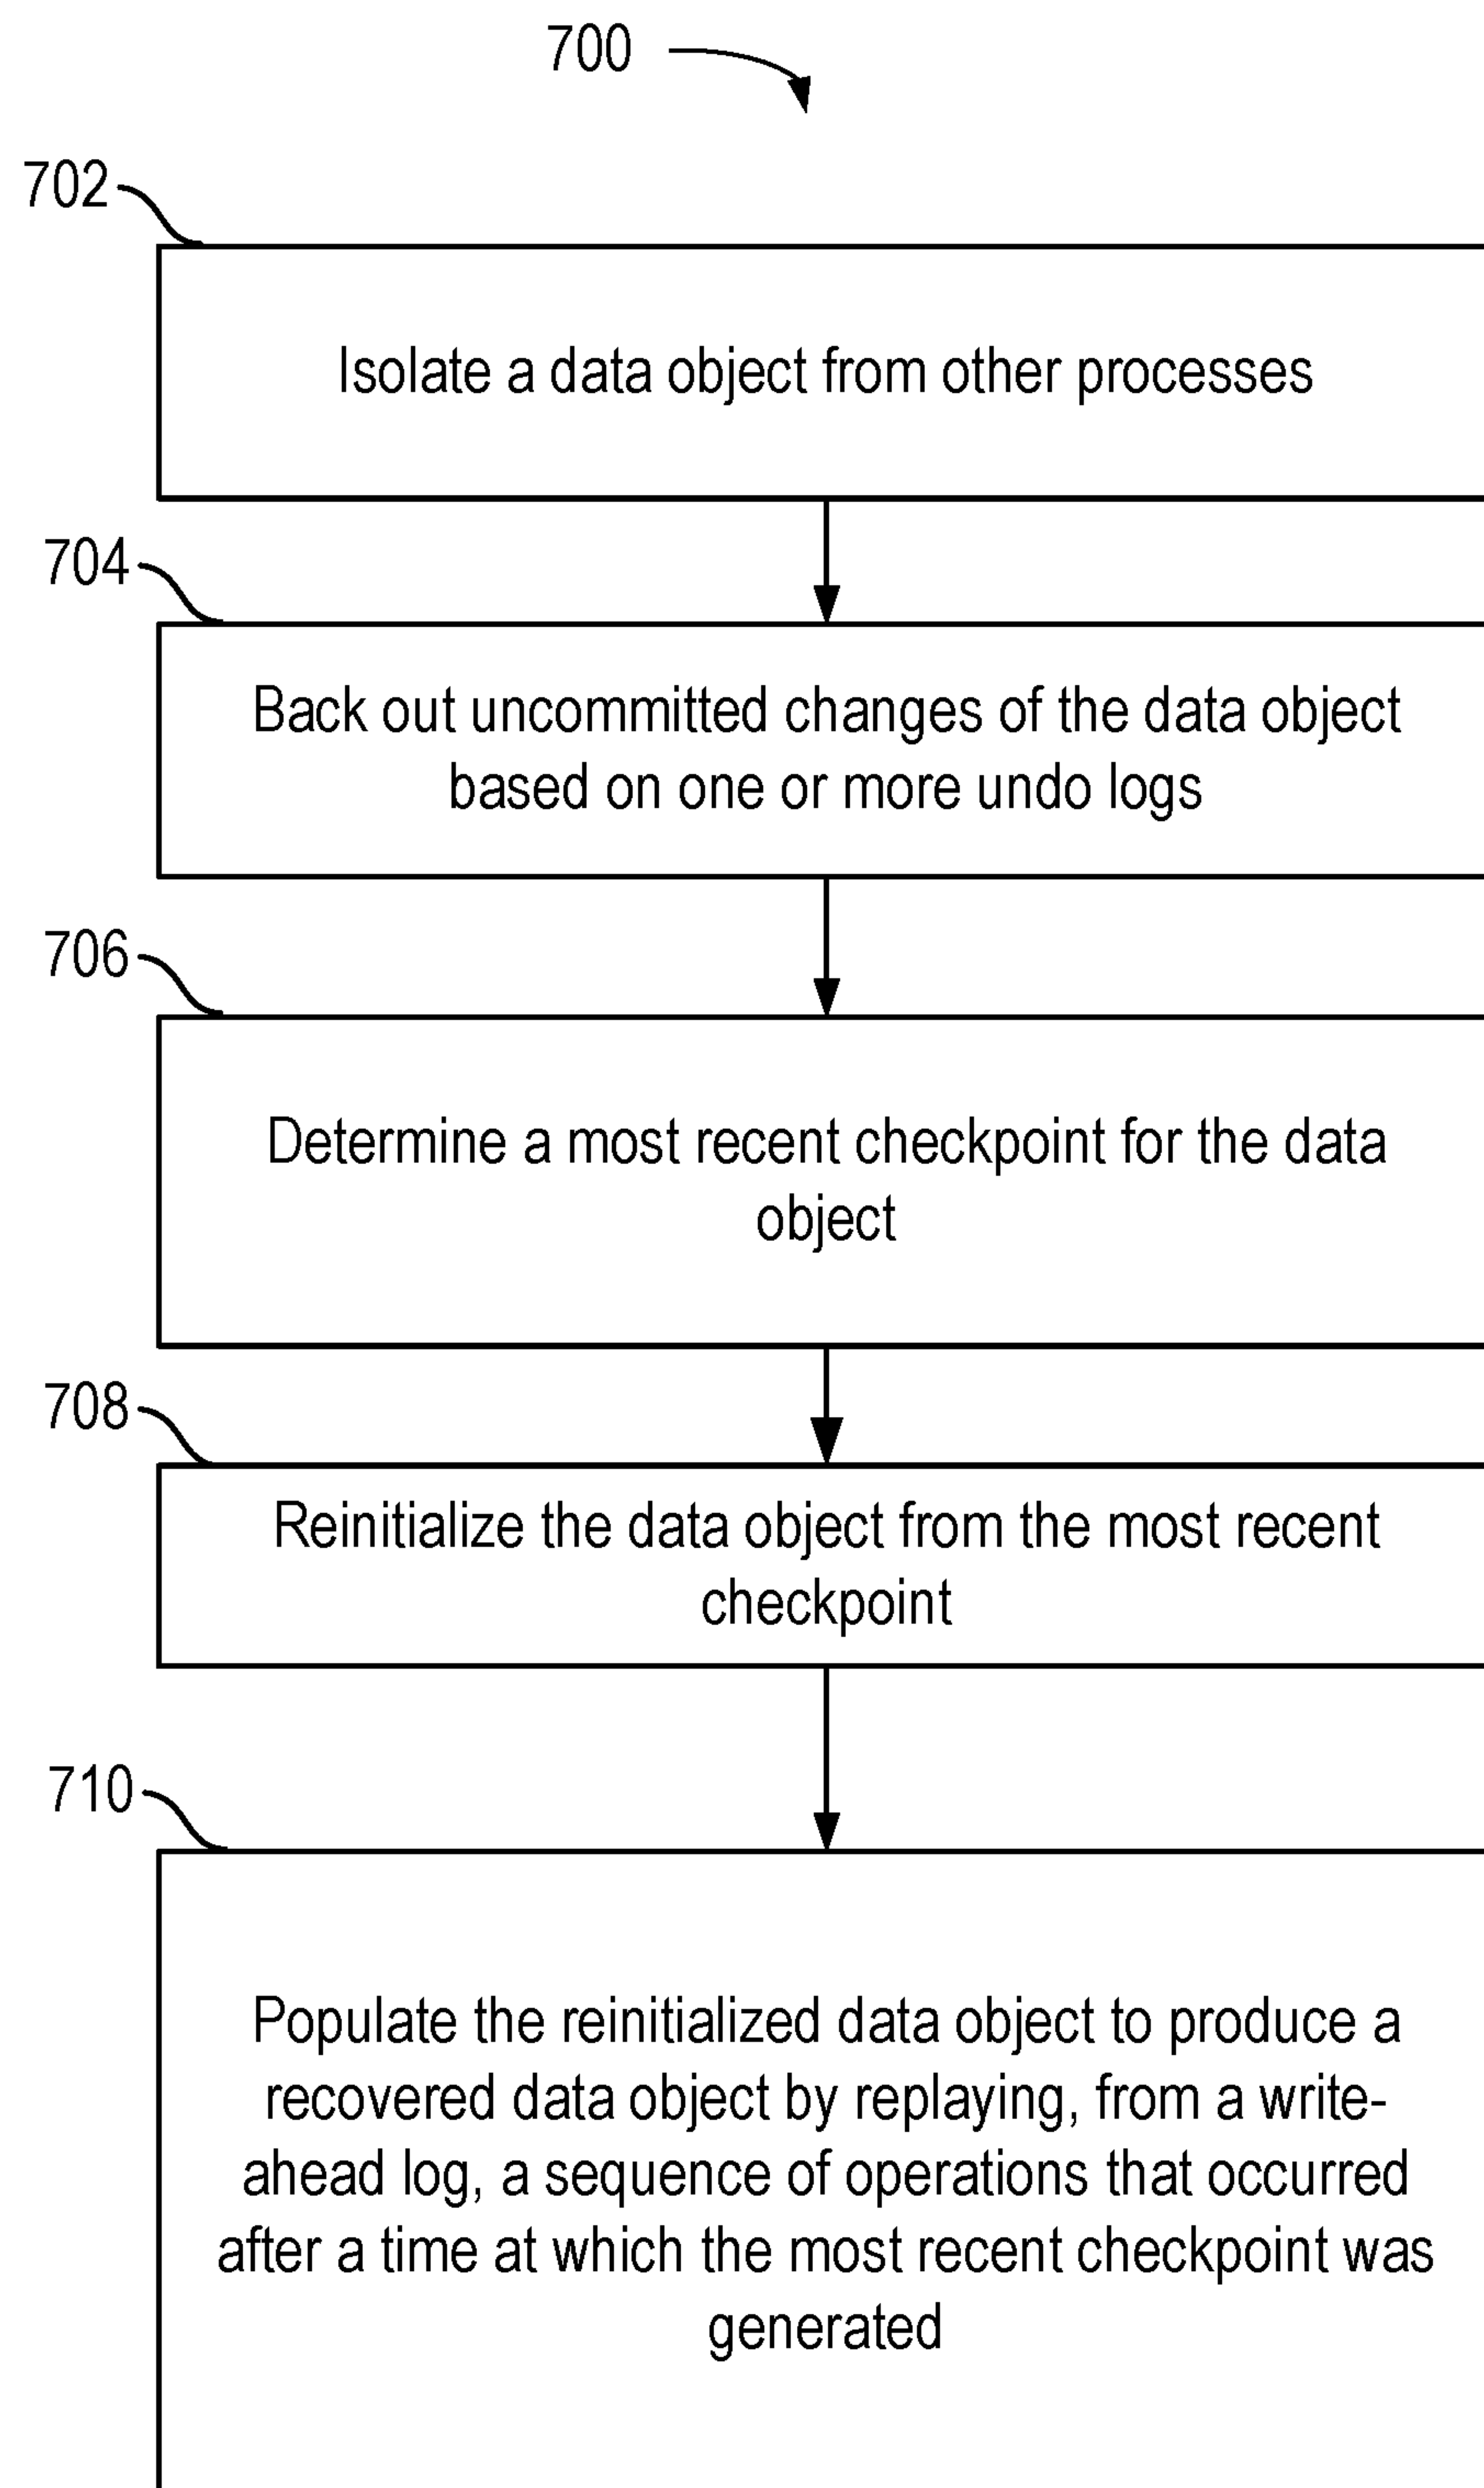 700
702
Isolate a data object from other processes
704
Back out uncommitted changes of the data object
based on one or more undo logs
706
Determine a most recent checkpoint for the data
object
708
Reinitialize the data object from the most recent
checkpoint
710
Populate the reinitialized data object to produce a
recovered data object by replaying, from a write-
ahead log, a sequence of operations that occurred
after a time at which the most recent checkpoint was
generated